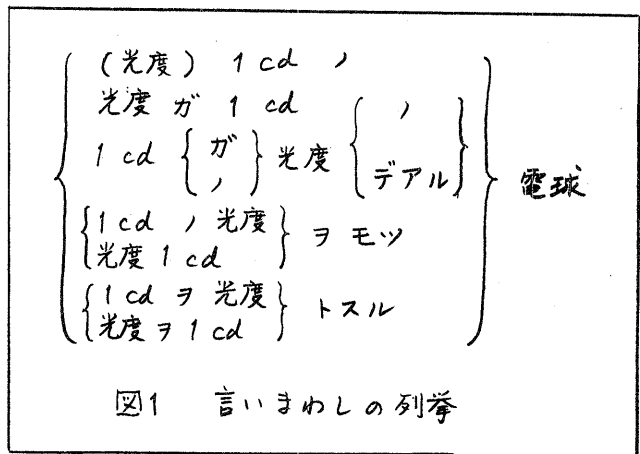 (光度) 1 cd ノ
光度 ガ 1 cd
1 cd { ガ ノ } 光度 { ノ デアル }
電球
{ 1 cd ノ 光度
光度 1 cd } ヲ モツ
{ 1 cd ヲ 光度
光度 ヲ 1 cd } トスル
図1 言いまわしの列挙